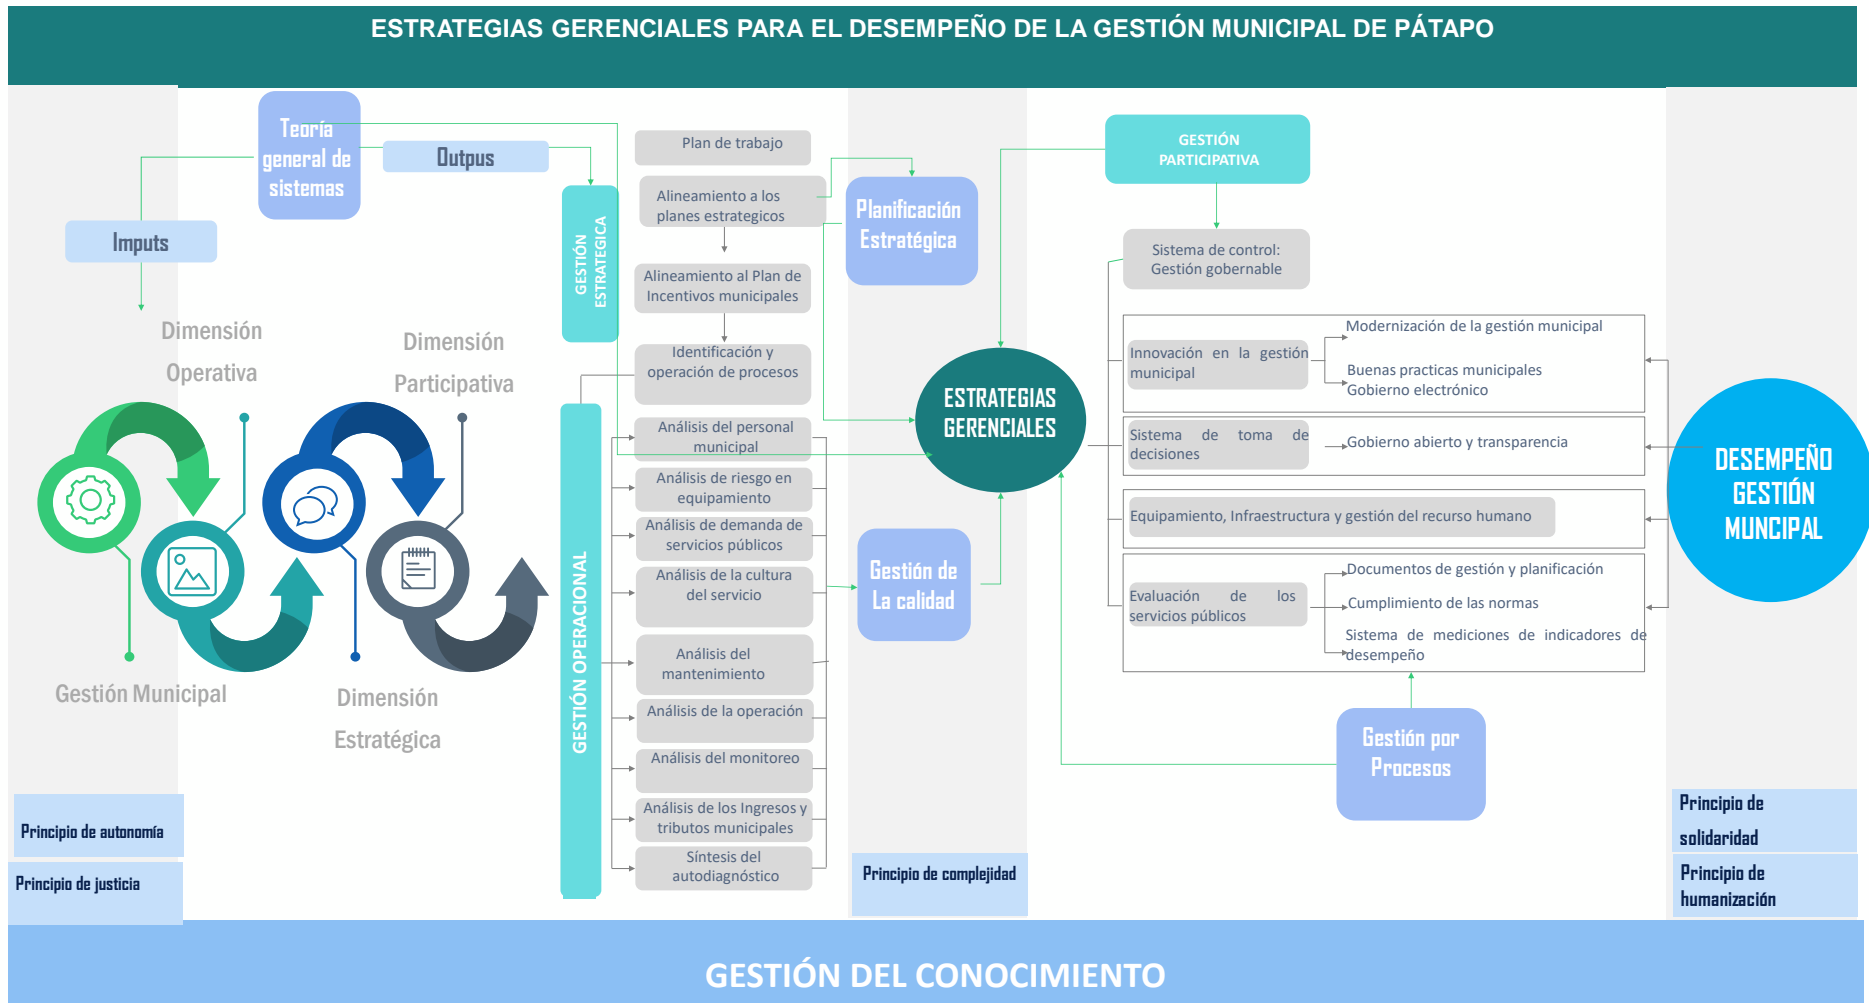 ESTRATEGIAS GERENCIALES PARA EL DESEMPEÑO DE LA GESTIÓN MUNICIPAL DE PÁTAPO
Teoría
general de
sistemas
Outpus
Imputs
Dimensión
Operativa
Dimensión
Participativa
Gestión Municipal
Dimensión
Estratégica
Principio de autonomía
Principio de justicia
GESTIÓN
ESTRATEGICA
GESTIÓN OPERACIONAL
Plan de trabajo
Alineamiento a los
planes estrategicos
Alineamiento al Plan de
Incentivos municipales
Identificación y
operación de procesos
Análisis del personal
municipal
Análisis de riesgo en
equipamiento
Análisis de demanda de
servicios públicos
Análisis de la cultura
del servicio
Análisis del
mantenimiento
Análisis de la operación
Análisis del monitoreo
Análisis de los Ingresos y
tributos municipales
Síntesis del
autodiagnóstico
Planificación
Estratégica
ESTRATEGIAS
GERENCIALES
Gestión de
La calidad
Principio de complejidad
GESTIÓN
PARTICIPATIVA
Sistema de control:
Gestión gobernable
Innovación en la gestión
municipal
Modernización de la gestión municipal
Buenas practicas municipales
Gobierno electrónico
Sistema de toma de
decisiones
Gobierno abierto y transparencia
Equipamiento, Infraestructura y gestión del recurso humano
Evaluación de los
servicios públicos
Documentos de gestión y planificación
Cumplimiento de las normas
Sistema de mediciones de indicadores de
desempeño
Gestión por
Procesos
DESEMPEÑO
GESTIÓN
MUNCIPAL
Principio de
solidaridad
Principio de
humanización
GESTIÓN DEL CONOCIMIENTO